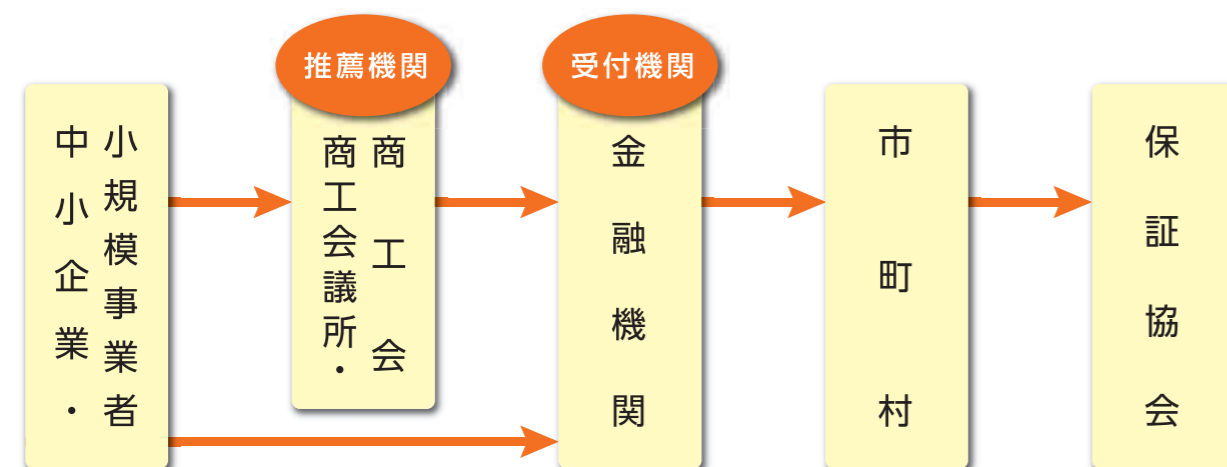 中小企業・
小規模事業者
推薦機関
商工会議所・
商工会
受付機関
金融機関
市町村
保証協会